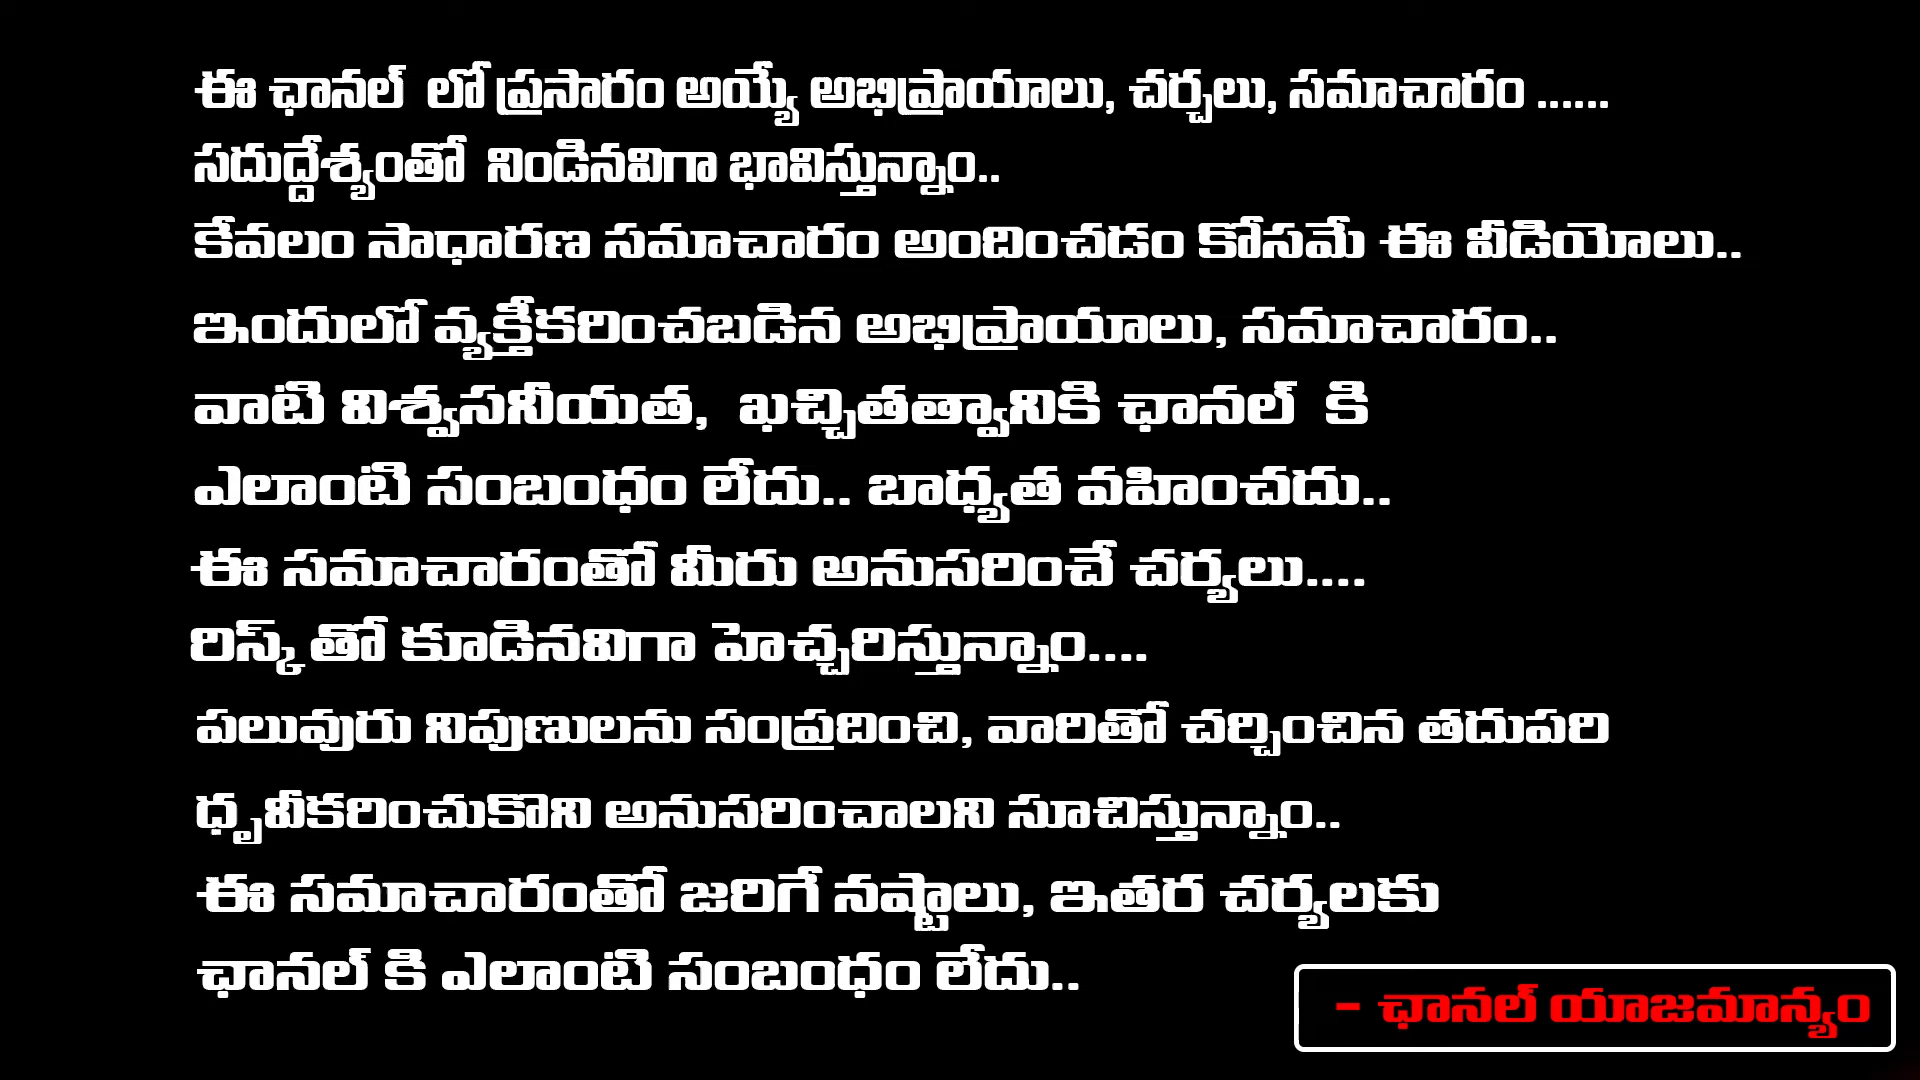 ఈ ఛానల్ లో ప్రసారం అయ్యే అభిప్రాయాలు, చర్చలు, సమాచారం ......
సదుద్దేశ్యంతో నిండినవిగా భావిస్తున్నాం..
కేవలం సాధారణ సమాచారం అందించడం కోసమే ఈ వీడియోలు..
ఇందులో వ్యక్తీకరించబడిన అభిప్రాయాలు, సమాచారం..
వాటి విశ్వసనీయత, ఖచ్చితత్వానికి ఛానల్ కి
ఎలాంటి సంబంధం లేదు.. బాధ్యత వహించదు..
ఈ సమాచారంతో మీరు అనుసరించే చర్యలు....
రిస్క్ తో కూడినవిగా హెచ్చరిస్తున్నాం....
పలువురు నిపుణులను సంప్రదించి, వారితో చర్చించిన తదుపరి
ధృవీకరించుకొని అనుసరించాలని సూచిస్తున్నాం..
ఈ సమాచారంతో జరిగే నష్టాలు, ఇతర చర్యలకు
ఛానల్ కి ఎలాంటి సంబంధం లేదు..
- ఛానల్ యాజమాన్యం